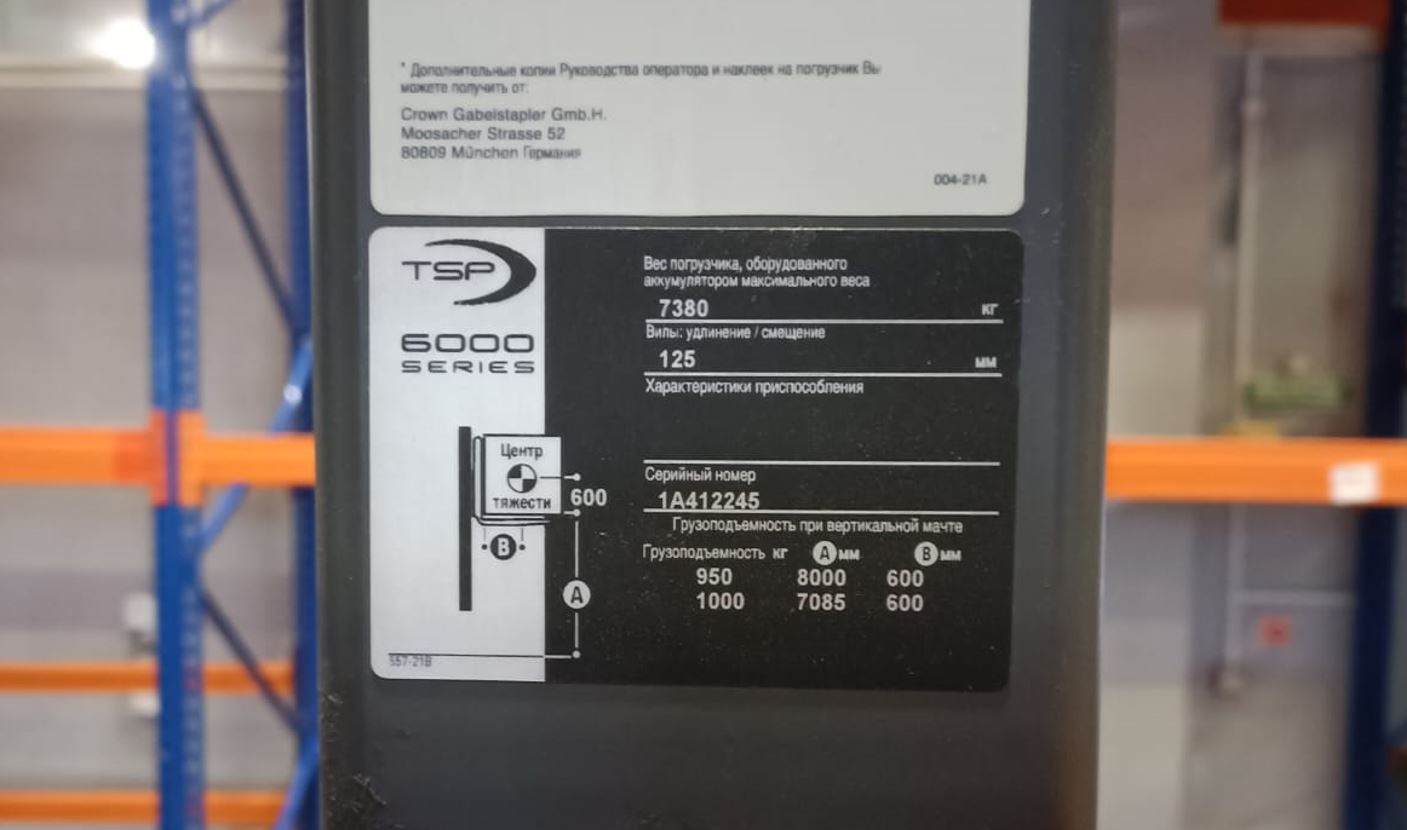 * Дополнительные копии Руководства оператора и наклеек на погрузчик Вы
можете получить от:
Crown Gabelstapler Gmb.H.
Moosacher Strasse 52
80809 München Германия
004-21A
TSP
6000
SERIES
Центр
тяжести
600
B
A
557-21B
Вес погрузчика, оборудованного
аккумулятором максимального веса
7380 кг
Вилы: удлинение / смещение
125 мм
Характеристики приспособления
Серийный номер
1A412245
Грузоподъемность при вертикальной мачте
Грузоподъемность кг A мм B мм
950 8000 600
1000 7085 600